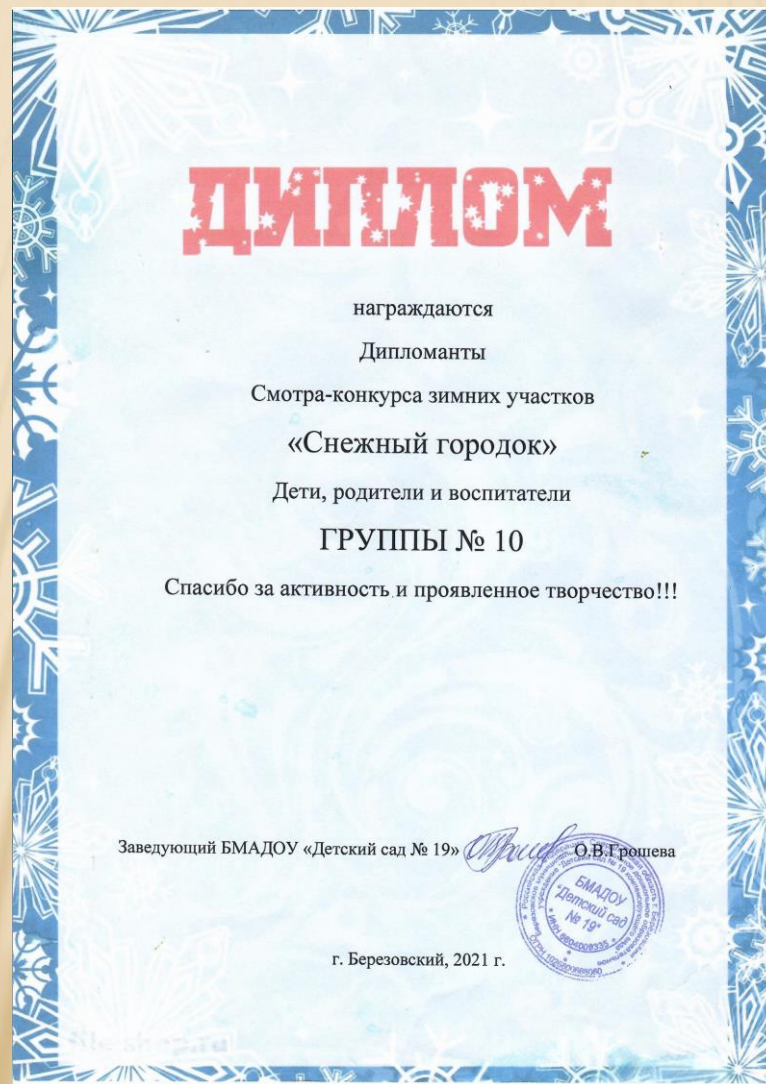 ДИПЛОМ
награждаются
Дипломанты
Смотра-конкурса зимних участков
«Снежный городок»
Дети, родители и воспитатели
ГРУППЫ № 10
Спасибо за активность и проявленное творчество!!!
Заведующий БМАДОУ «Детский сад № 19» О.В.Грошева
БМАДОУ
"Детский сад
№ 19"
г. Березовский, 2021 г.